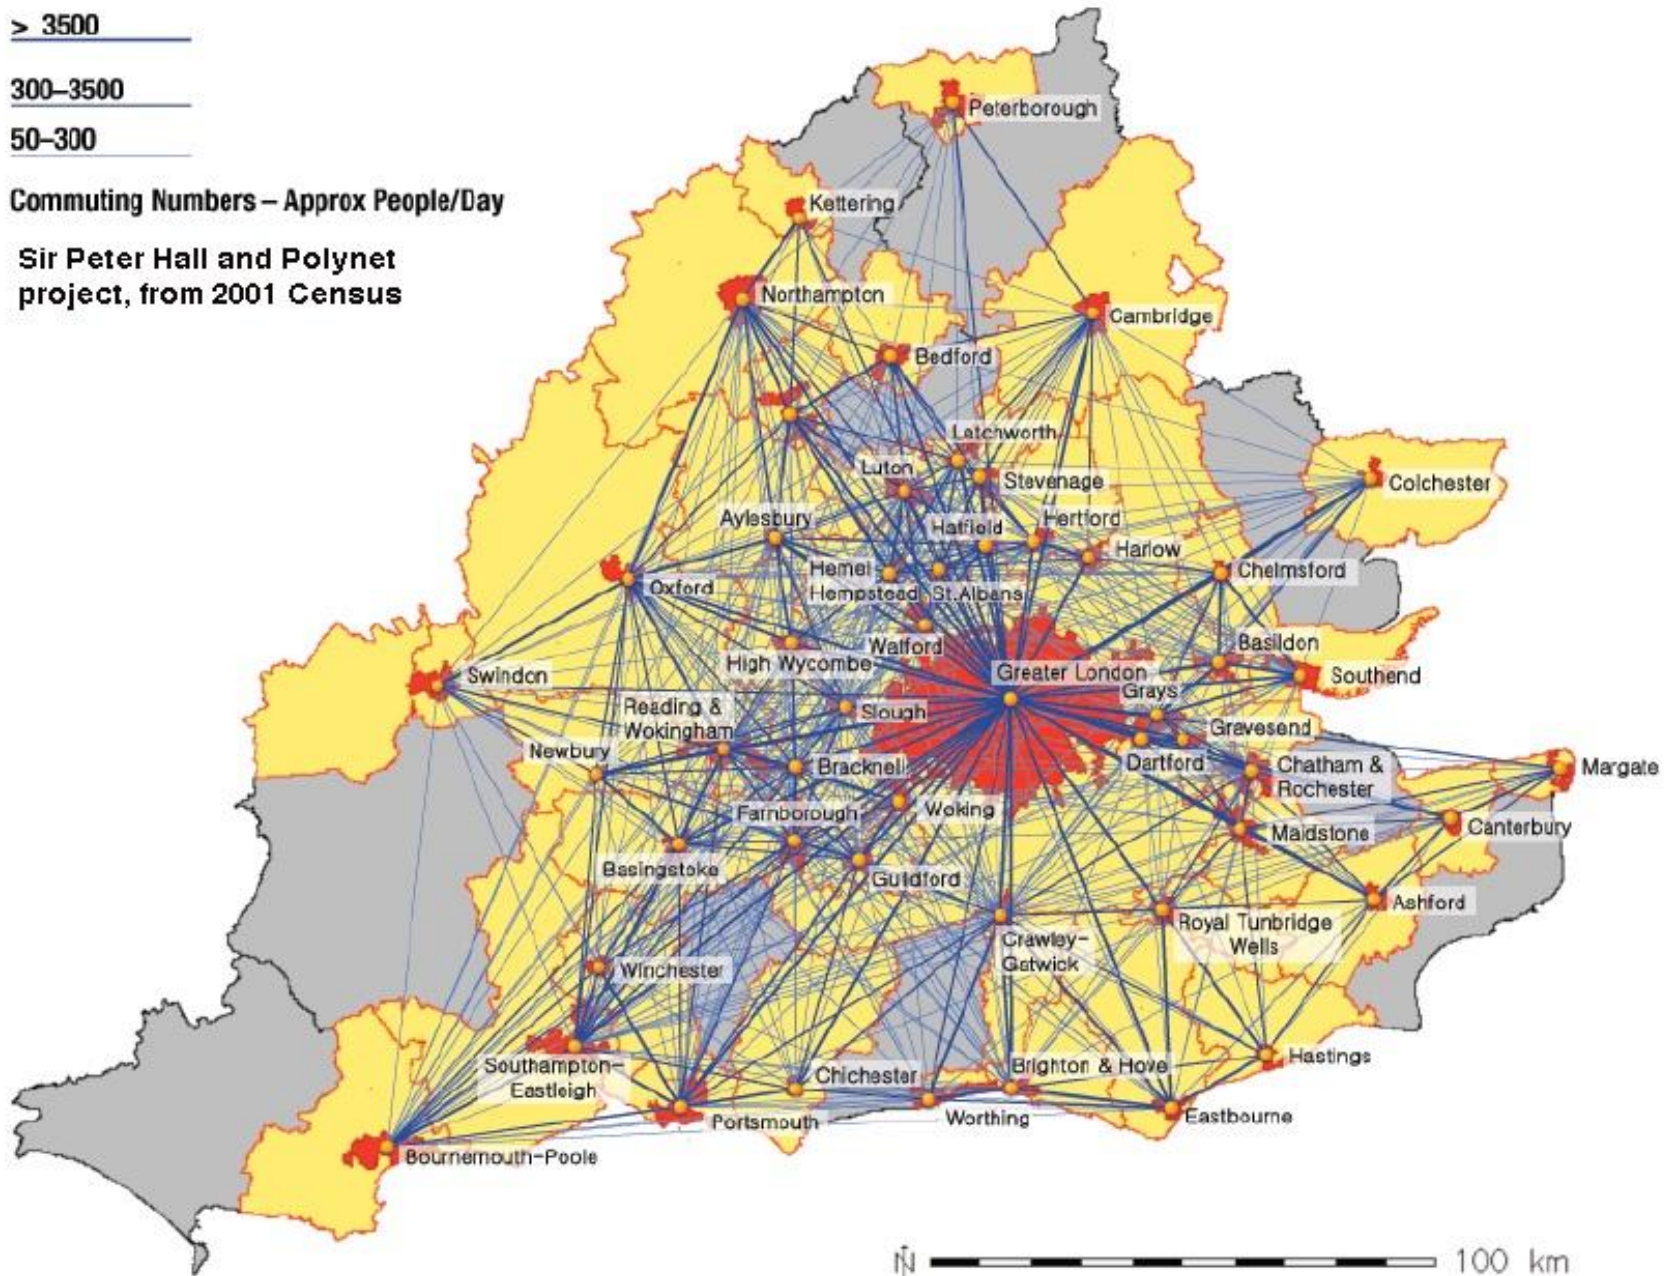 > 3500
300–3500
50–300
Commuting Numbers – Approx People/Day
Sir Peter Hall and Polynet
project, from 2001 Census
Peterborough
Kettering
Northampton
Cambridge
Bedford
Letchworth
Luton
Stevenage
Colchester
Aylesbury
Hatfield
Hertford
Harlow
Hemel
Hempstead
St.Albans
Chelmsford
Oxford
Watford
Basildon
High Wycombe
Greater London
Southend
Swindon
Grays
Reading &
Wokingham
Slough
Gravesend
Newbury
Bracknell
Dartford
Chatham &
Rochester
Margate
Farnborough
Woking
Maidstone
Canterbury
Basingstoke
Guildford
Ashford
Royal Tunbridge
Wells
Crawley–
Gatwick
Winchester
Southampton–
Eastleigh
Chichester
Brighton & Hove
Hastings
Portsmouth
Worthing
Eastbourne
Bournemouth–Poole
N
100 km